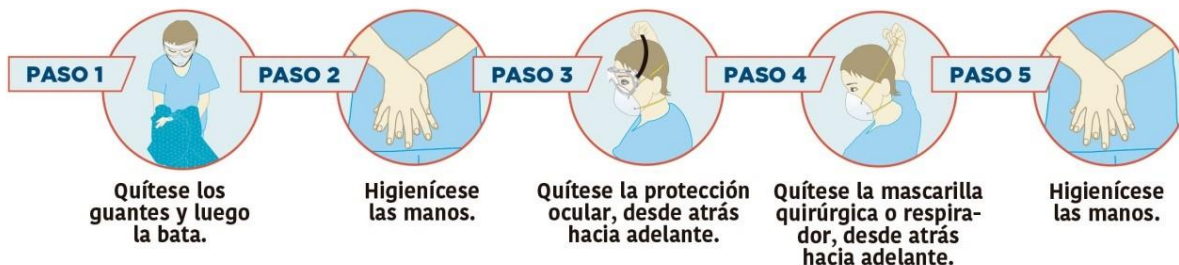 PASO 1
Quítese los
guantes y luego
la bata.
PASO 2
Higienícese
las manos.
PASO 3
Quítese la protección
ocular, desde atrás
hacia adelante.
PASO 4
Quítese la mascarilla
quirúrgica o respira-
dor, desde atrás
hacia adelante.
PASO 5
Higienícese
las manos.